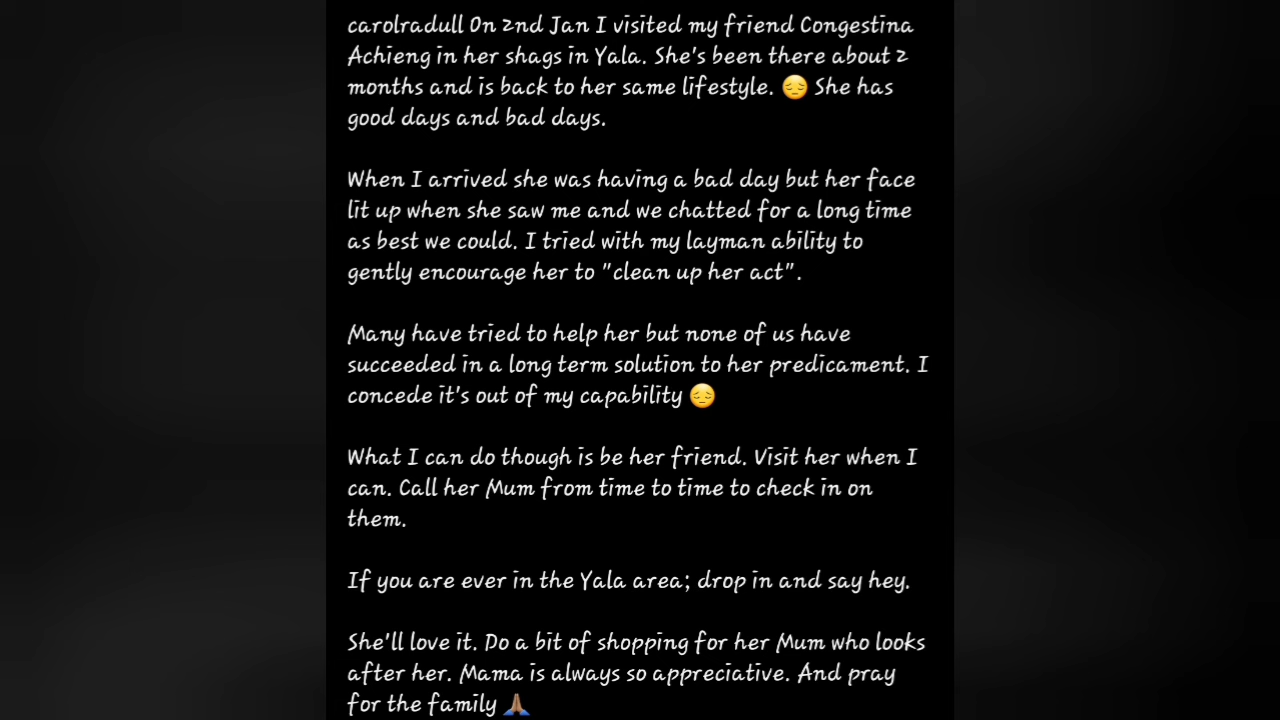 carolradull On 2nd Jan I visited my friend Congestina
Achieng in her shags in Yala. She's been there about 2
months and is back to her same lifestyle. 😔 She has
good days and bad days.
When I arrived she was having a bad day but her face
lit up when she saw me and we chatted for a long time
as best we could. I tried with my layman ability to
gently encourage her to "clean up her act".
Many have tried to help her but none of us have
succeeded in a long term solution to her predicament. I
concede it's out of my capability 😔
What I can do though is be her friend. Visit her when I
can. Call her Mum from time to time to check in on
them.
If you are ever in the Yala area; drop in and say hey.
She'll love it. Do a bit of shopping for her Mum who looks
after her. Mama is always so appreciative. And pray
for the family 🙏🏽